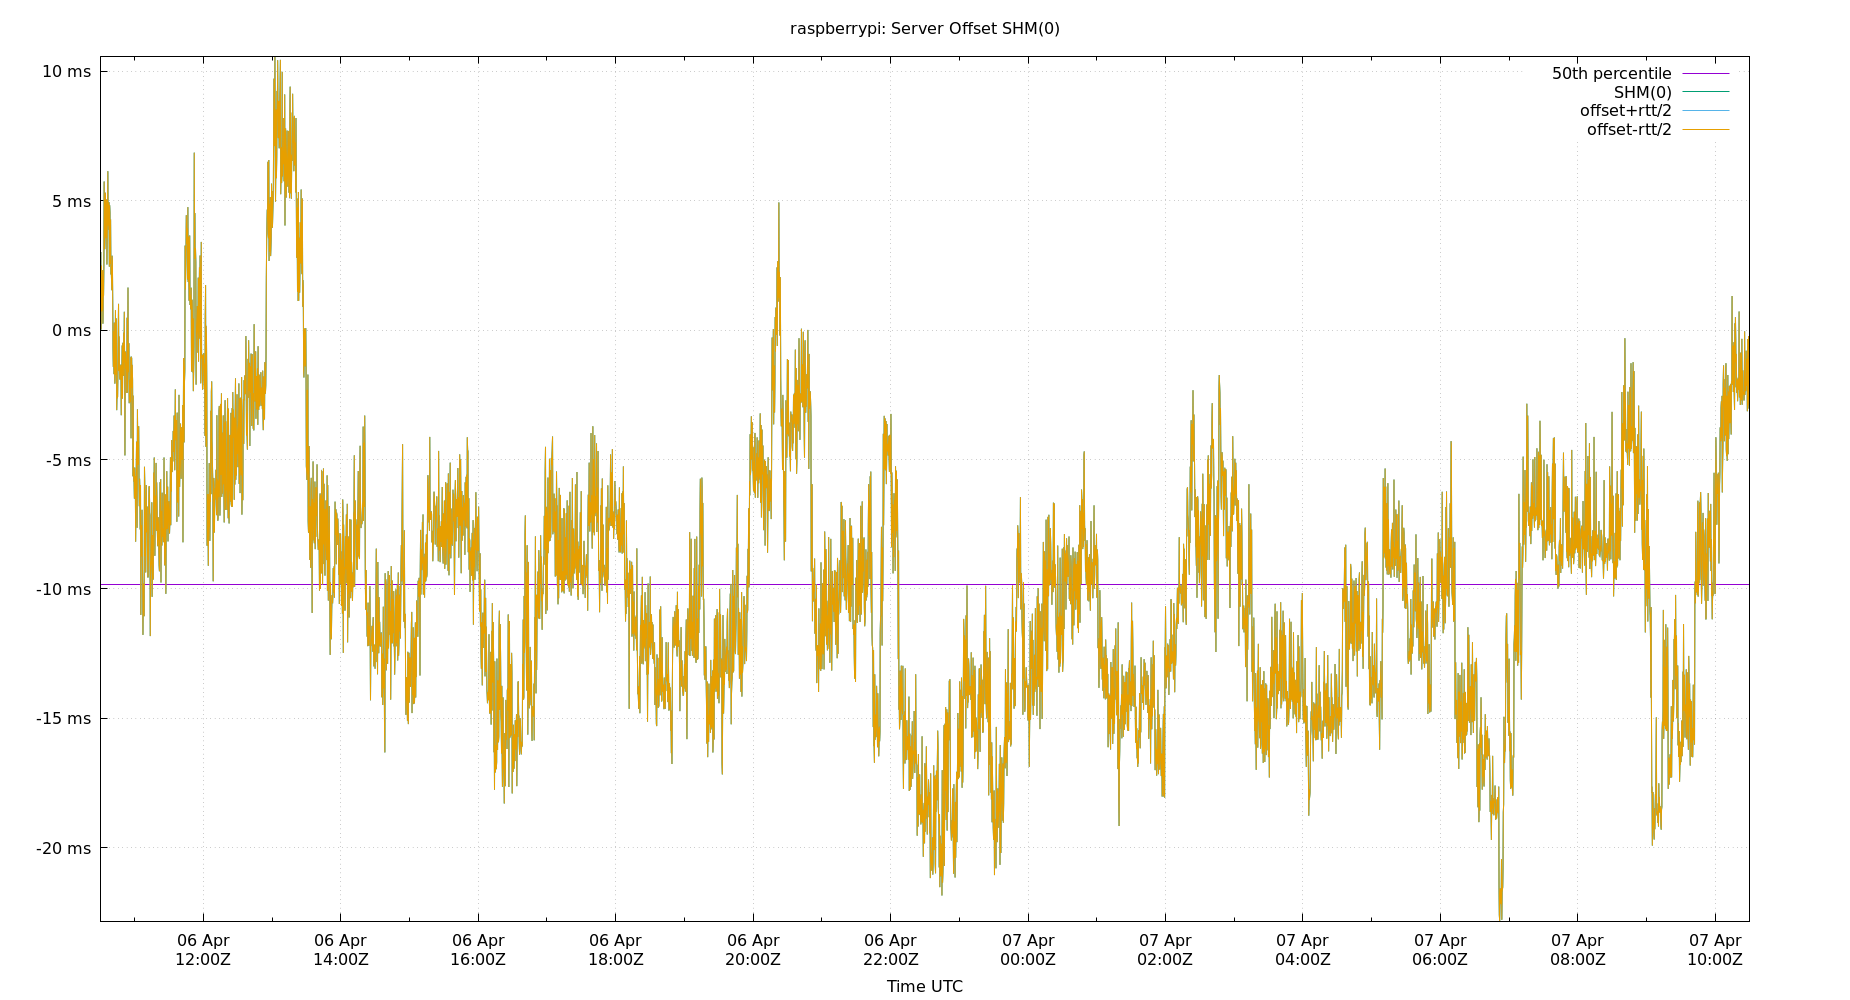 raspberrypi: Server Offset SHM(0)
50th percentile
SHM(0)
offset+rtt/2
offset-rtt/2
10 ms
5 ms
0 ms
-5 ms
-10 ms
-15 ms
-20 ms
06 Apr 06 Apr 06 Apr 06 Apr 06 Apr 06 Apr 07 Apr 07 Apr 07 Apr 07 Apr 07 Apr 07 Apr
12:00Z 14:00Z 16:00Z 18:00Z 20:00Z 22:00Z 00:00Z 02:00Z 04:00Z 06:00Z 08:00Z 10:00Z
Time UTC